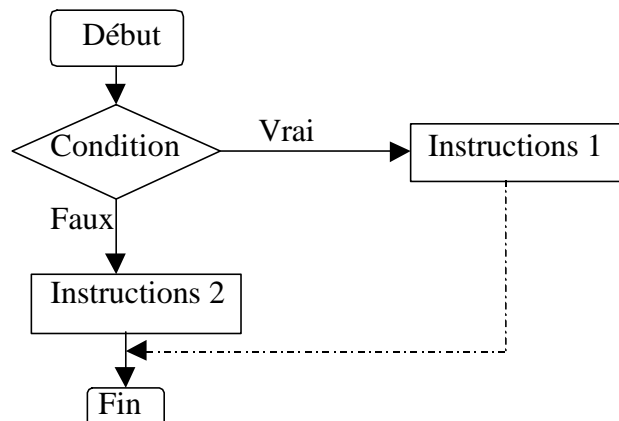 Début
Condition
Vrai
Instructions 1
Faux
Instructions 2
Fin